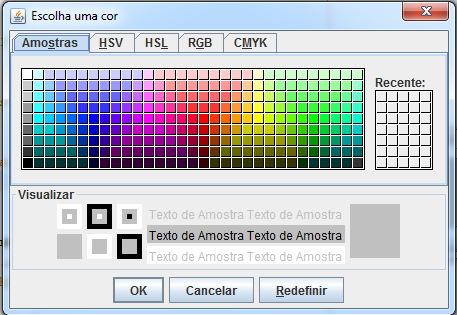 Escolha uma cor
Amostras HSV HSL RGB CMYK
Recente:
Visualizar
Texto de Amostra Texto de Amostra
Texto de Amostra Texto de Amostra
Texto de Amostra Texto de Amostra
OK Cancelar Redefinir